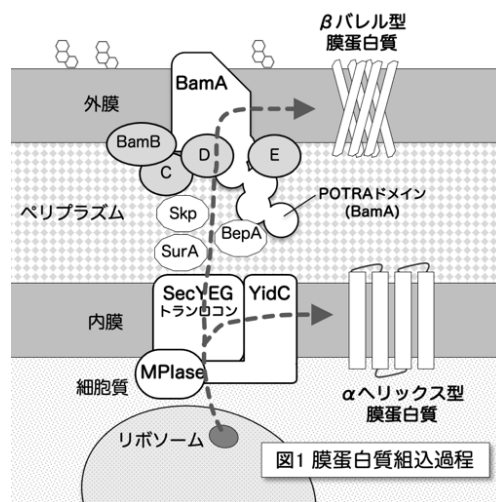 βバレル型
膜蛋白質
BamA
外膜
BamB
C
D
E
ペリプラズム
Skp
SurA
BepA
POTRAドメイン
(BamA)
内膜
SecYEG
トランロコン
YidC
MPIase
細胞質
αヘリックス型
膜蛋白質
リボソーム
図1 膜蛋白質組込過程